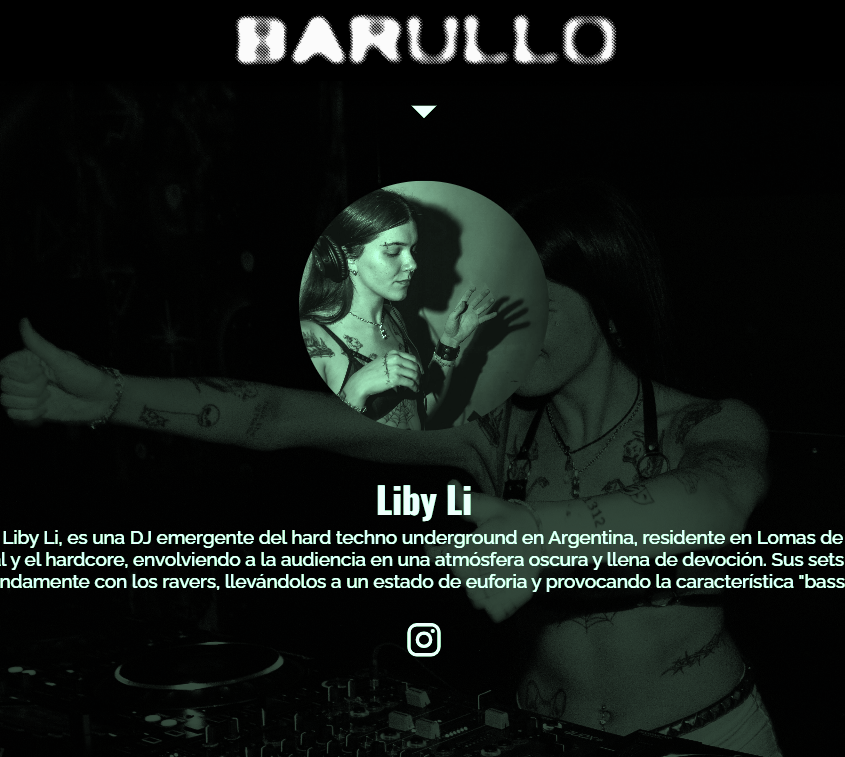 BARULLO
Liby Li
Liby Li, es una DJ emergente del hard techno underground en Argentina, residente en Lomas de
l y el hardcore, envolviendo a la audiencia en una atmósfera oscura y llena de devoción. Sus sets
ndamente con los ravers, llevándolos a un estado de euforia y provocando la característica "bass